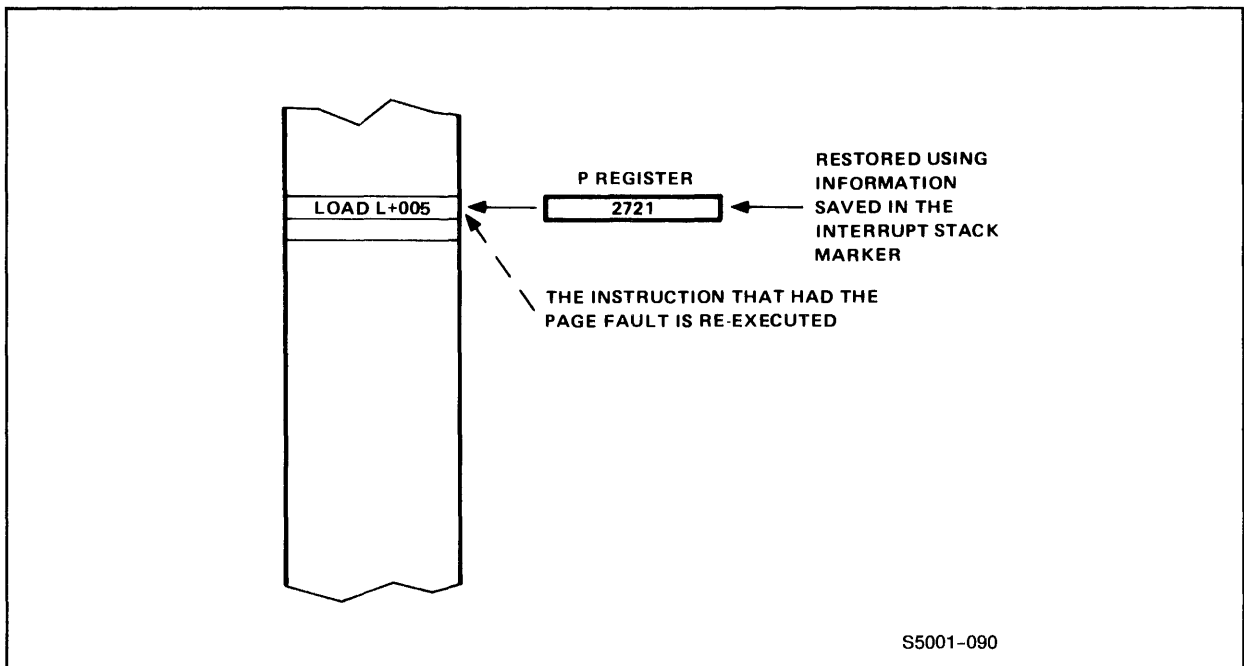 P REGISTER
LOAD L+005
2721
RESTORED USING
INFORMATION
SAVED IN THE
INTERRUPT STACK
MARKER
THE INSTRUCTION THAT HAD THE
PAGE FAULT IS RE-EXECUTED
S5001-090